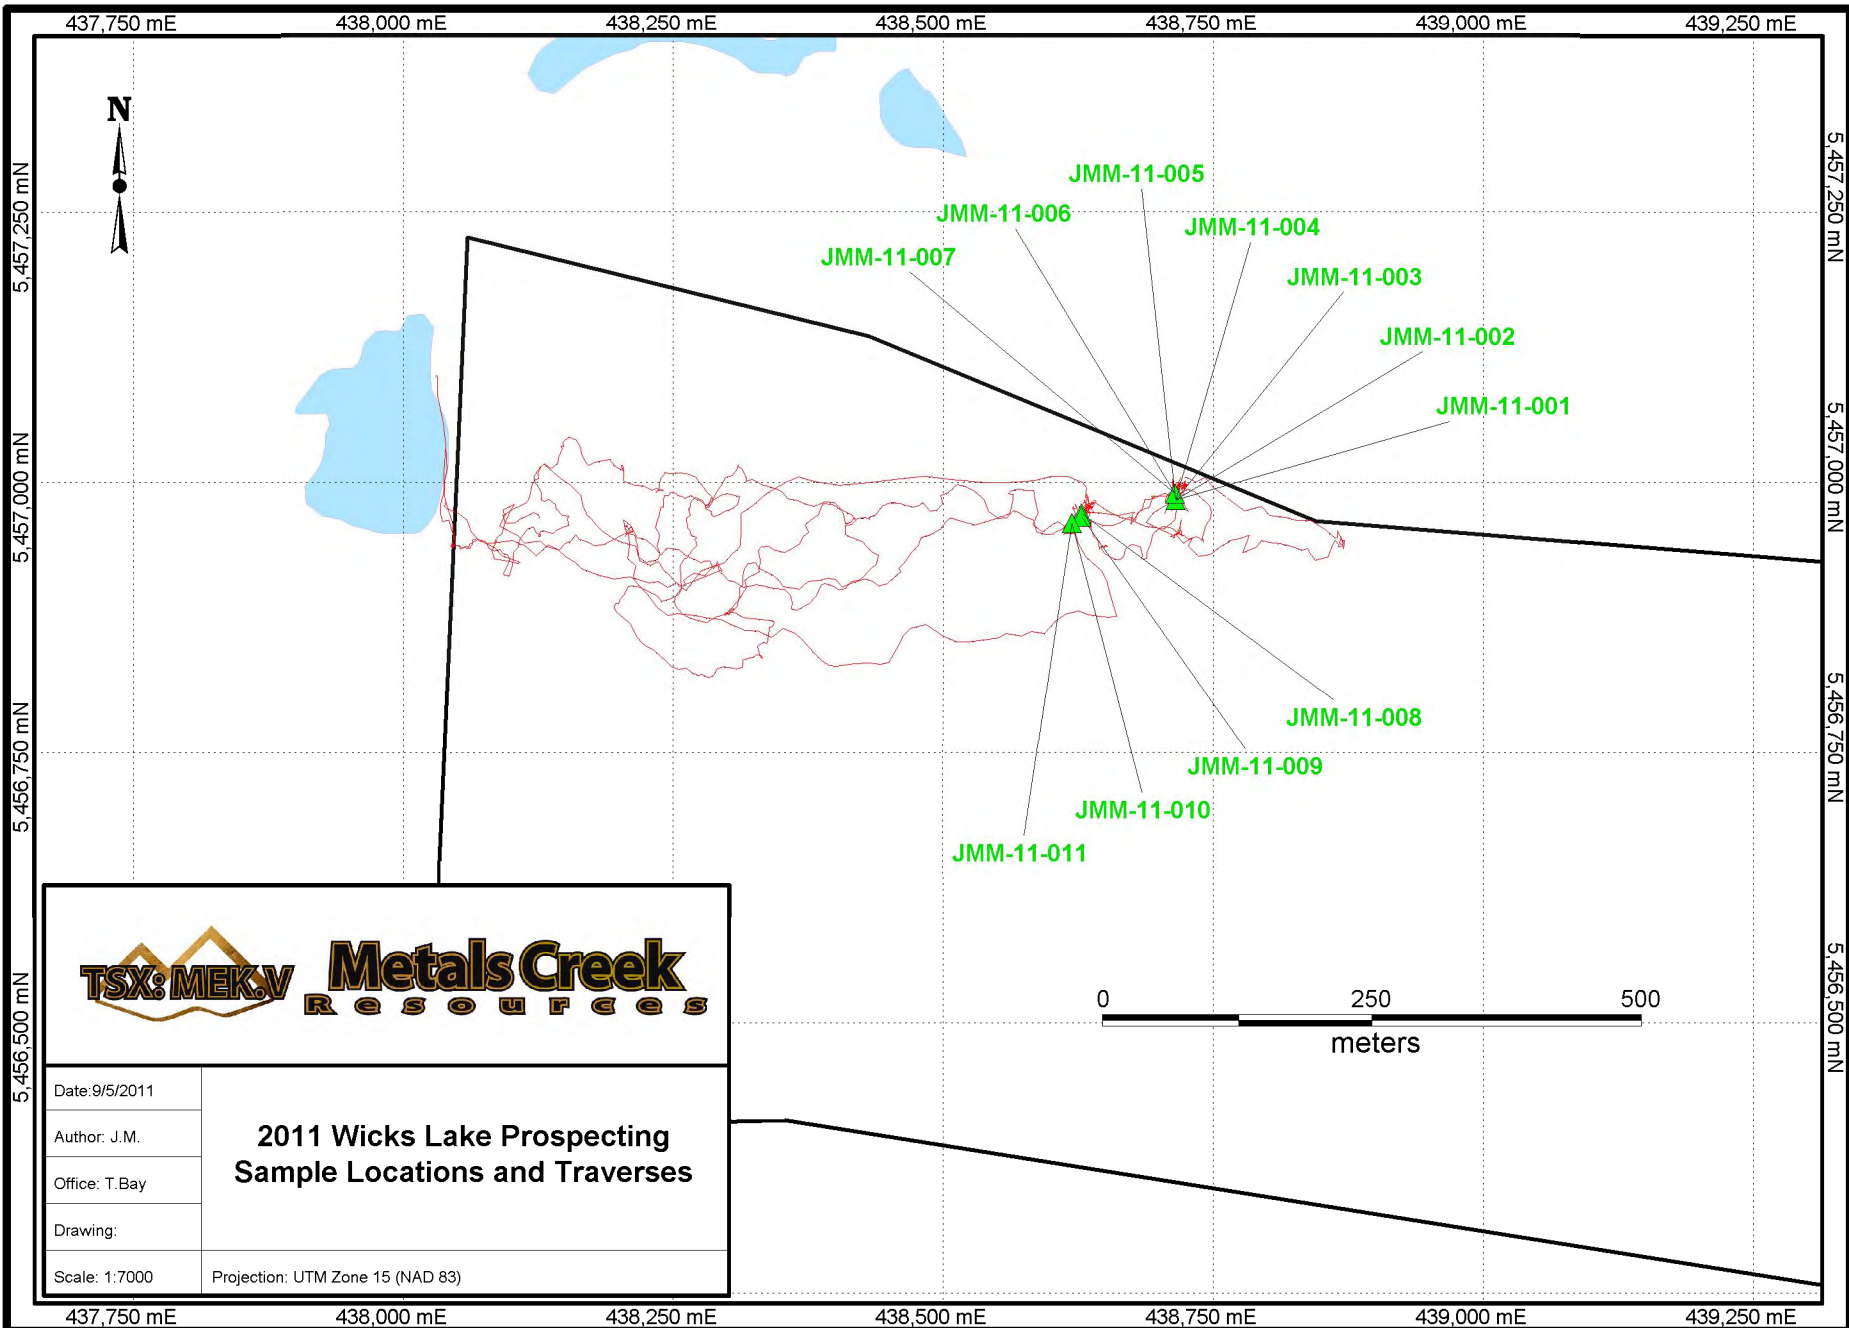 437,750 mE 438,000 mE 438,250 mE 438,500 mE 438,750 mE 439,000 mE 439,250 mE
N
5,457,250 mN
5,457,000 mN
5,456,750 mN
5,456,500 mN
JMM-11-005
JMM-11-006
JMM-11-004
JMM-11-007
JMM-11-003
JMM-11-002
JMM-11-001
JMM-11-008
JMM-11-009
JMM-11-010
JMM-11-011
5,457,250 mN
5,457,000 mN
5,456,750 mN
5,456,500 mN
TSX: MEK.V
Metals Creek
Resources
0 250 500
meters
Date:9/5/2011
Author: J.M.
Office: T.Bay
Drawing:
Scale: 1:7000
2011 Wicks Lake Prospecting
Sample Locations and Traverses
Projection: UTM Zone 15 (NAD 83)
437,750 mE 438,000 mE 438,250 mE 438,500 mE 438,750 mE 439,000 mE 439,250 mE